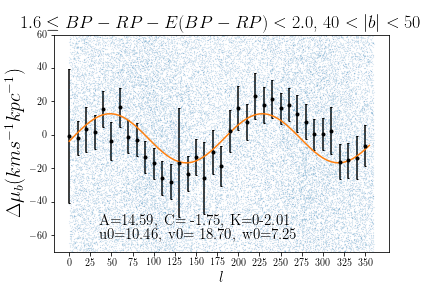 1.6 ≤ BP − RP − E(BP − RP) < 2.0, 40 < |b| < 50
Δμ_b(kms⁻¹kpc⁻¹)
60
40
20
0
−20
−40
−60
A=14.59, C= -1.75, K=0-2.01
u0=10.46, v0= 18.70, w0=7.25
0 25 50 75 100 125 150 175 200 225 250 275 300 325 350
l